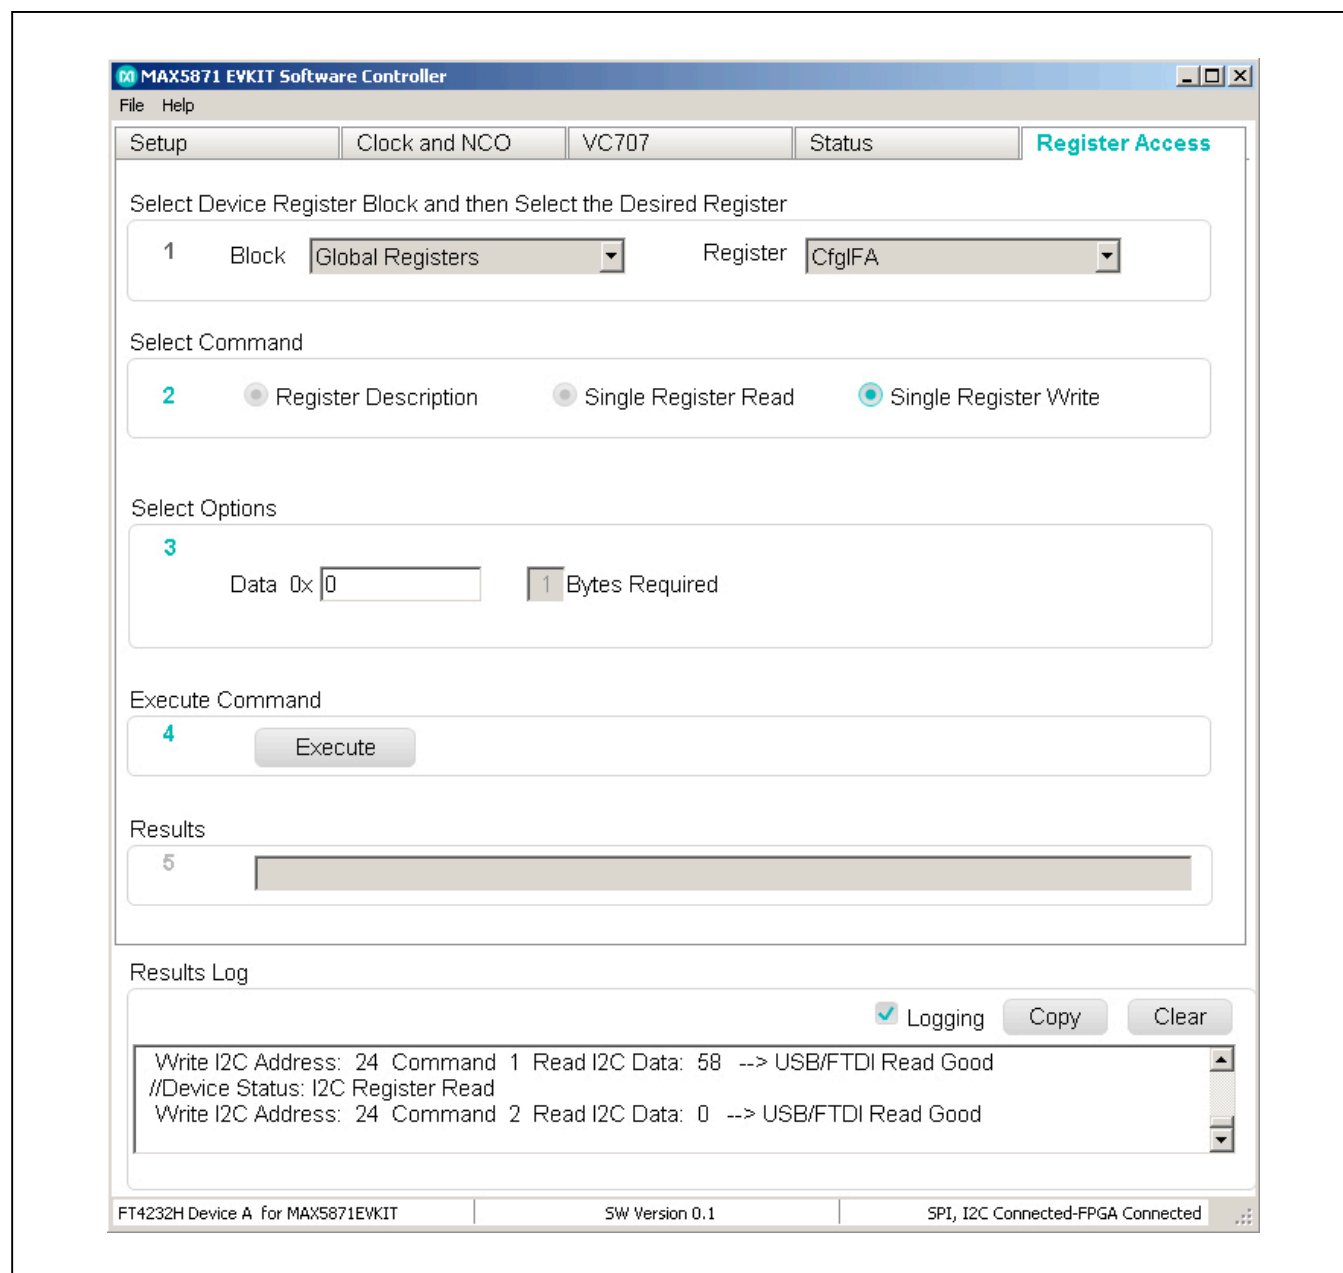 MAX5871 EVKIT Software Controller
File Help
Setup Clock and NCO VC707 Status Register Access
Select Device Register Block and then Select the Desired Register
1 Block Global Registers Register CfgIFA
Select Command
2 Register Description Single Register Read Single Register Write
Select Options
3
Data 0x 0 1 Bytes Required
Execute Command
4 Execute
Results
5
Results Log
Logging Copy Clear
Write I2C Address: 24 Command 1 Read I2C Data: 58 --> USB/FTDI Read Good
//Device Status: I2C Register Read
Write I2C Address: 24 Command 2 Read I2C Data: 0 --> USB/FTDI Read Good
FT4232H Device A for MAX5871EVKIT SW Version 0.1 SPI, I2C Connected-FPGA Connected